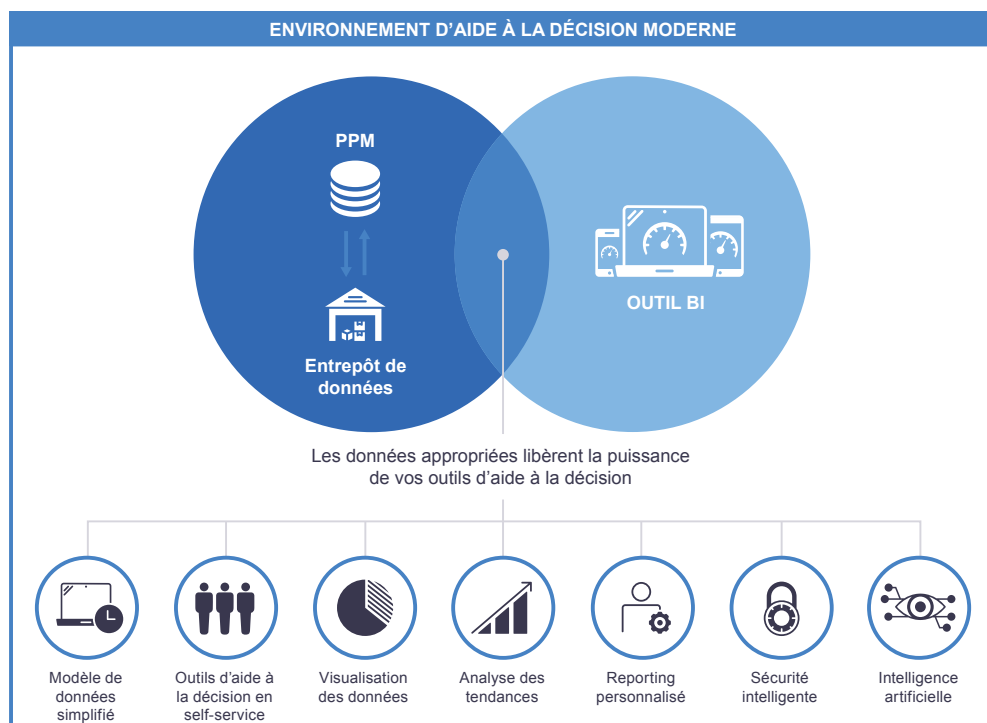 ENVIRONNEMENT D’AIDE À LA DÉCISION MODERNE
PPM
Entrepôt de
données
OUTIL BI
Les données appropriées libèrent la puissance
de vos outils d’aide à la décision
Modèle de
données
simplifié
Outils d’aide à
la décision en
self-service
Visualisation
des données
Analyse des
tendances
Reporting
personnalisé
Sécurité
intelligente
Intelligence
artificielle